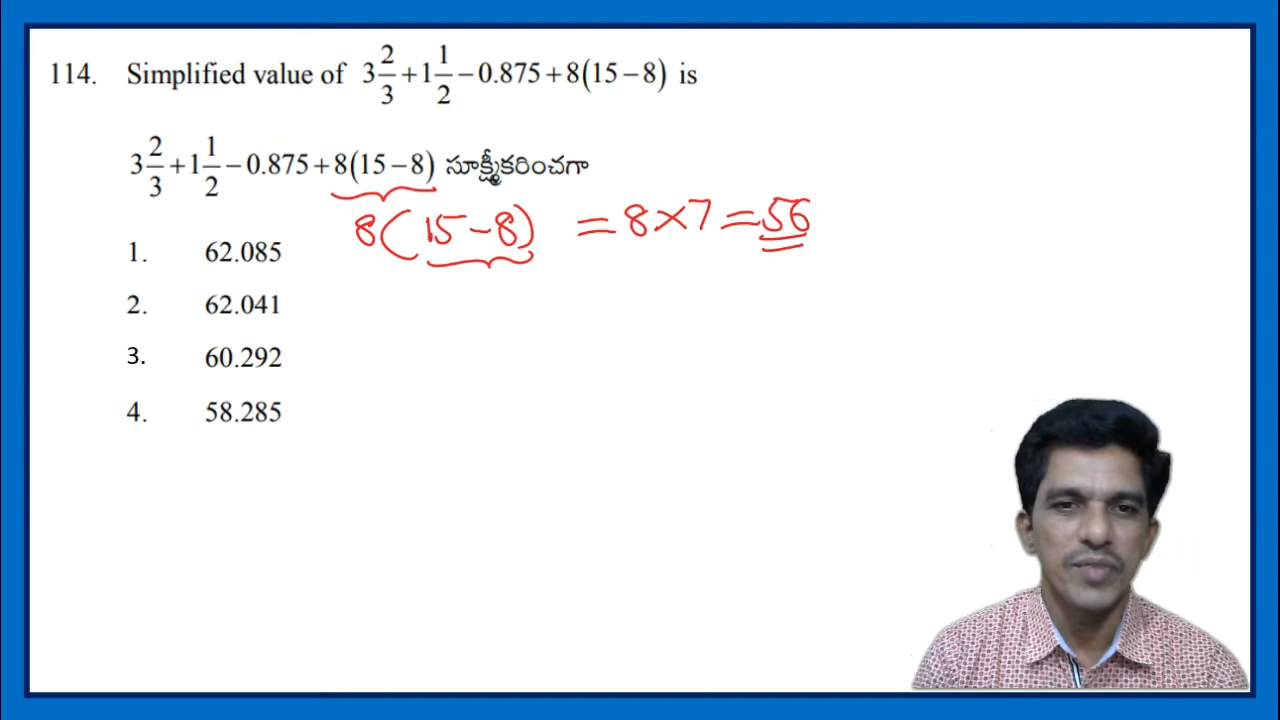 114. Simplified value of 3 2/3 + 1 1/2 − 0.875 + 8(15 − 8) is
3 2/3 + 1 1/2 − 0.875 + 8(15 − 8) సూక్ష్మీకరించగా
8(15 − 8) = 8 × 7 = 56
1. 62.085
2. 62.041
3. 60.292
4. 58.285